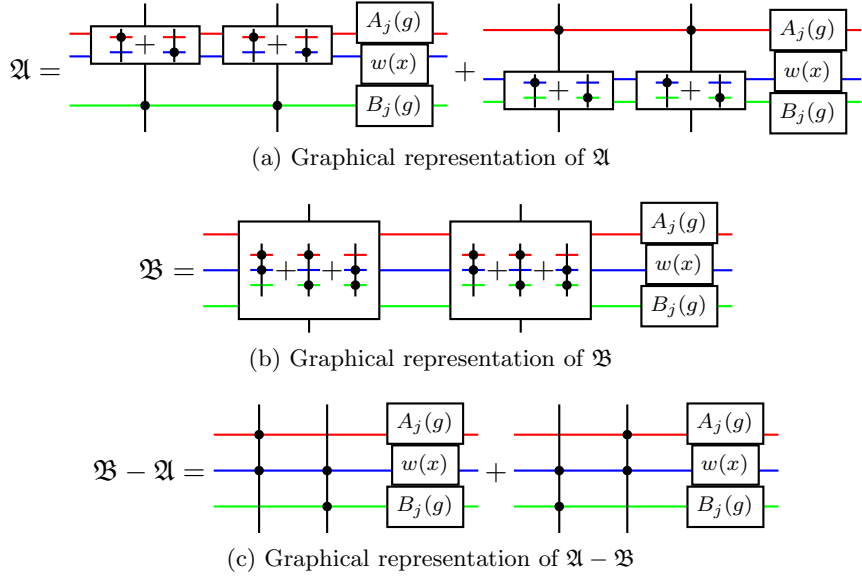 𝔄 = + + A_j(g) w(x) B_j(g) + + + A_j(g) w(x) B_j(g)
(a) Graphical representation of 𝔄
𝔅 = + + + + A_j(g) w(x) B_j(g)
(b) Graphical representation of 𝔅
𝔅 − 𝔄 = A_j(g) w(x) B_j(g) + A_j(g) w(x) B_j(g)
(c) Graphical representation of 𝔄 − 𝔅